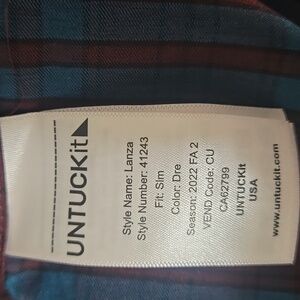 UNTUCKit
Style Name: Lanza
Style Number: 41243
Fit: Slm
Color: Dre
Season: 2022 FA 2
VEND Code: CU
CA62799
UNTUCKIt
USA
www.untuckit.com